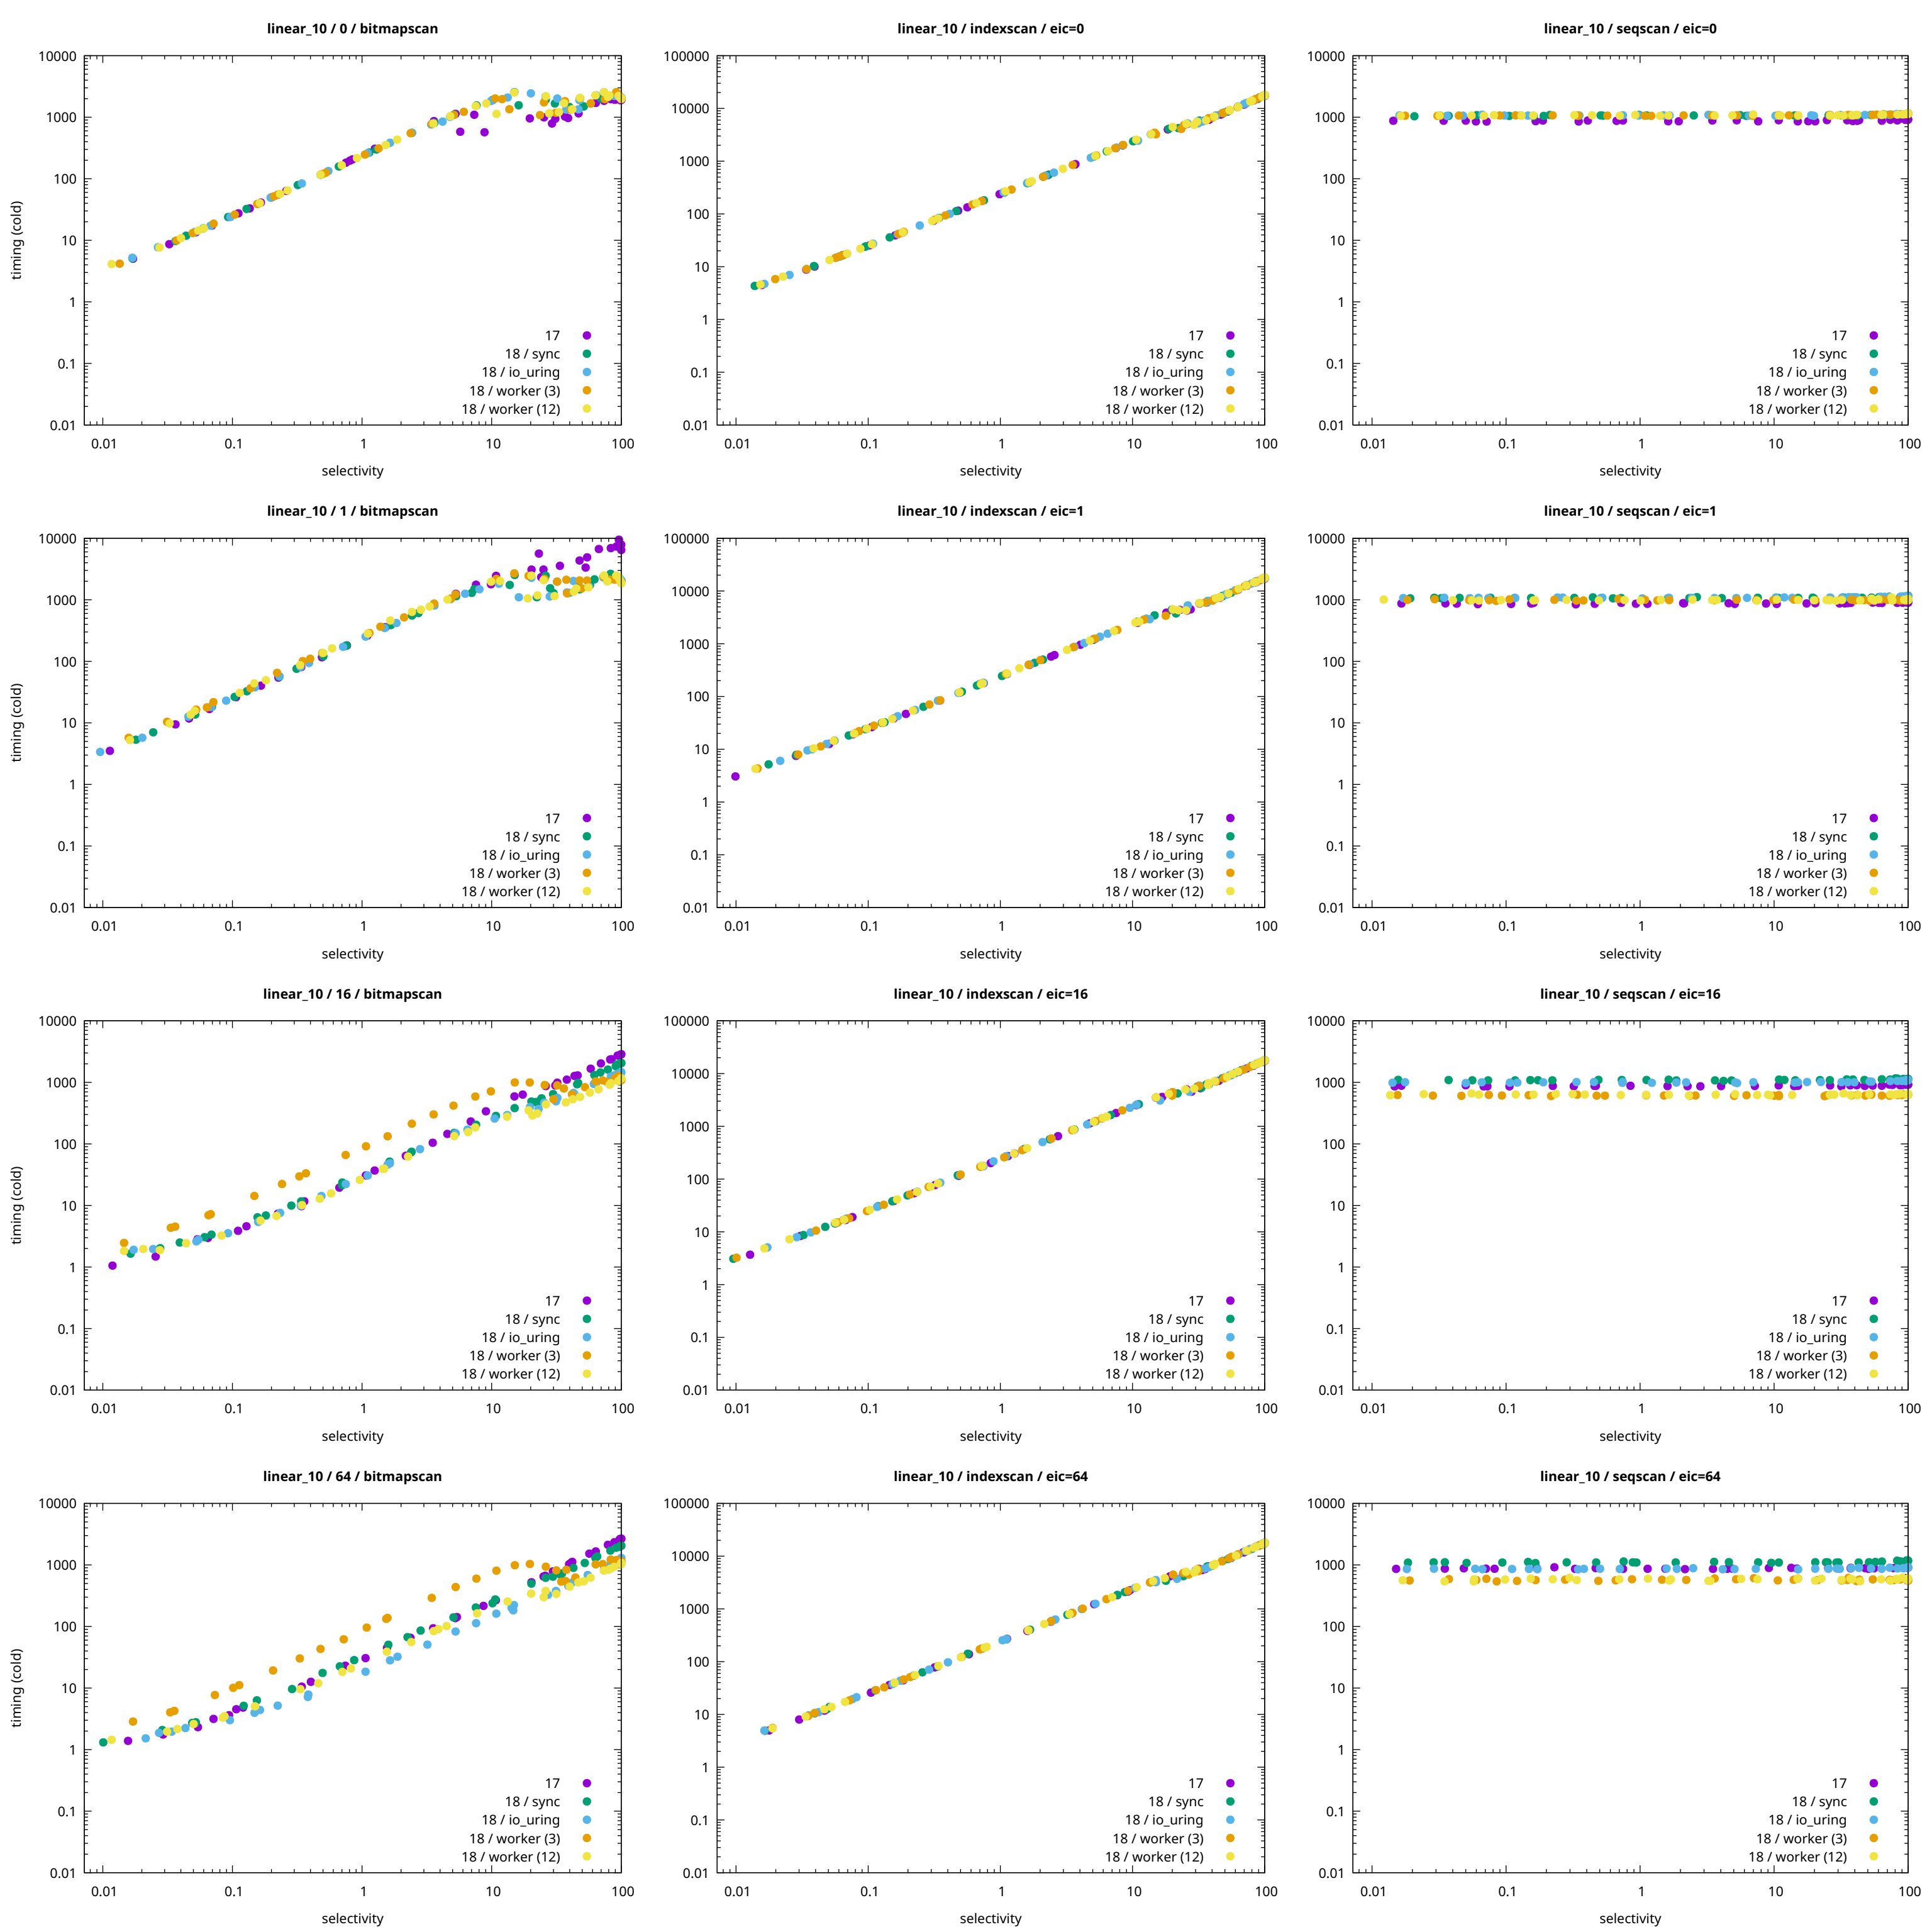 linear_10 / 0 / bitmapscan
timing (cold)
10000
1000
100
10
1
0.1
0.01
17
18 / sync
18 / io_uring
18 / worker (3)
18 / worker (12)
0.01 0.1 1 10 100
selectivity
linear_10 / indexscan / eic=0
100000
10000
1000
100
10
1
0.1
0.01
17
18 / sync
18 / io_uring
18 / worker (3)
18 / worker (12)
0.01 0.1 1 10 100
selectivity
linear_10 / seqscan / eic=0
10000
1000
100
10
1
0.1
0.01
17
18 / sync
18 / io_uring
18 / worker (3)
18 / worker (12)
0.01 0.1 1 10 100
selectivity
linear_10 / 1 / bitmapscan
timing (cold)
10000
1000
100
10
1
0.1
0.01
17
18 / sync
18 / io_uring
18 / worker (3)
18 / worker (12)
0.01 0.1 1 10 100
selectivity
linear_10 / indexscan / eic=1
100000
10000
1000
100
10
1
0.1
0.01
17
18 / sync
18 / io_uring
18 / worker (3)
18 / worker (12)
0.01 0.1 1 10 100
selectivity
linear_10 / seqscan / eic=1
10000
1000
100
10
1
0.1
0.01
17
18 / sync
18 / io_uring
18 / worker (3)
18 / worker (12)
0.01 0.1 1 10 100
selectivity
linear_10 / 16 / bitmapscan
timing (cold)
10000
1000
100
10
1
0.1
0.01
17
18 / sync
18 / io_uring
18 / worker (3)
18 / worker (12)
0.01 0.1 1 10 100
selectivity
linear_10 / indexscan / eic=16
100000
10000
1000
100
10
1
0.1
0.01
17
18 / sync
18 / io_uring
18 / worker (3)
18 / worker (12)
0.01 0.1 1 10 100
selectivity
linear_10 / seqscan / eic=16
10000
1000
100
10
1
0.1
0.01
17
18 / sync
18 / io_uring
18 / worker (3)
18 / worker (12)
0.01 0.1 1 10 100
selectivity
linear_10 / 64 / bitmapscan
timing (cold)
10000
1000
100
10
1
0.1
0.01
17
18 / sync
18 / io_uring
18 / worker (3)
18 / worker (12)
0.01 0.1 1 10 100
selectivity
linear_10 / indexscan / eic=64
100000
10000
1000
100
10
1
0.1
0.01
17
18 / sync
18 / io_uring
18 / worker (3)
18 / worker (12)
0.01 0.1 1 10 100
selectivity
linear_10 / seqscan / eic=64
10000
1000
100
10
1
0.1
0.01
17
18 / sync
18 / io_uring
18 / worker (3)
18 / worker (12)
0.01 0.1 1 10 100
selectivity